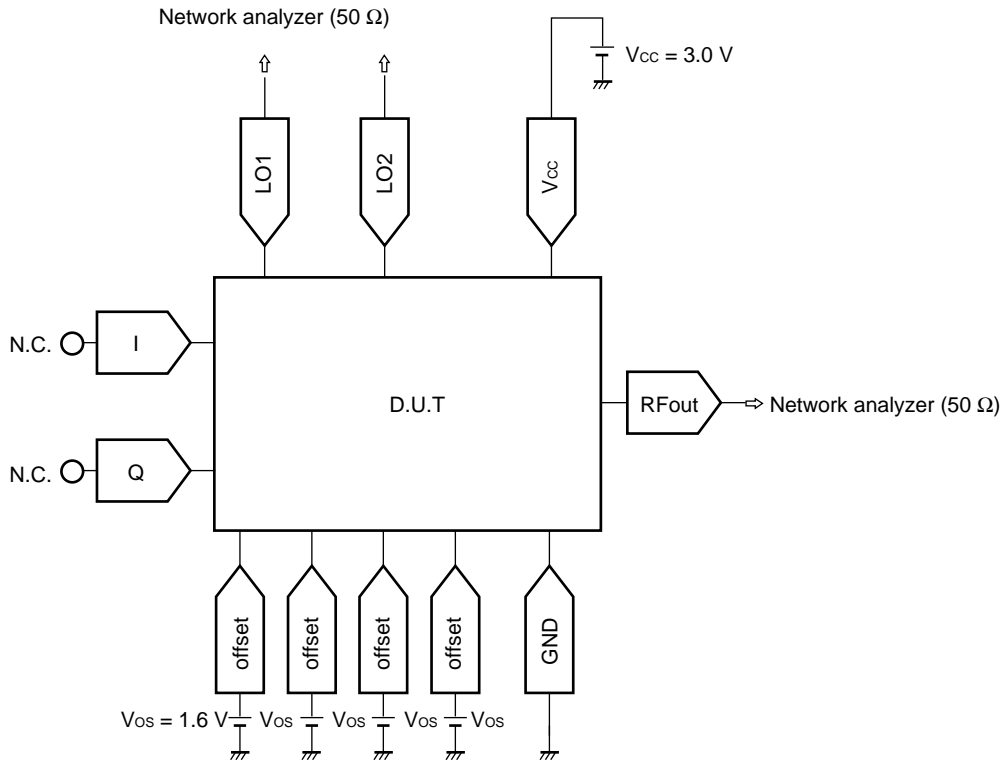 Network analyzer (50 Ω)
Vcc = 3.0 V
LO1
LO2
Vcc
N.C.
I
D.U.T
RFout
Network analyzer (50 Ω)
N.C.
Q
offset
offset
offset
offset
GND
Vos = 1.6 V
Vos
Vos
Vos
Vos